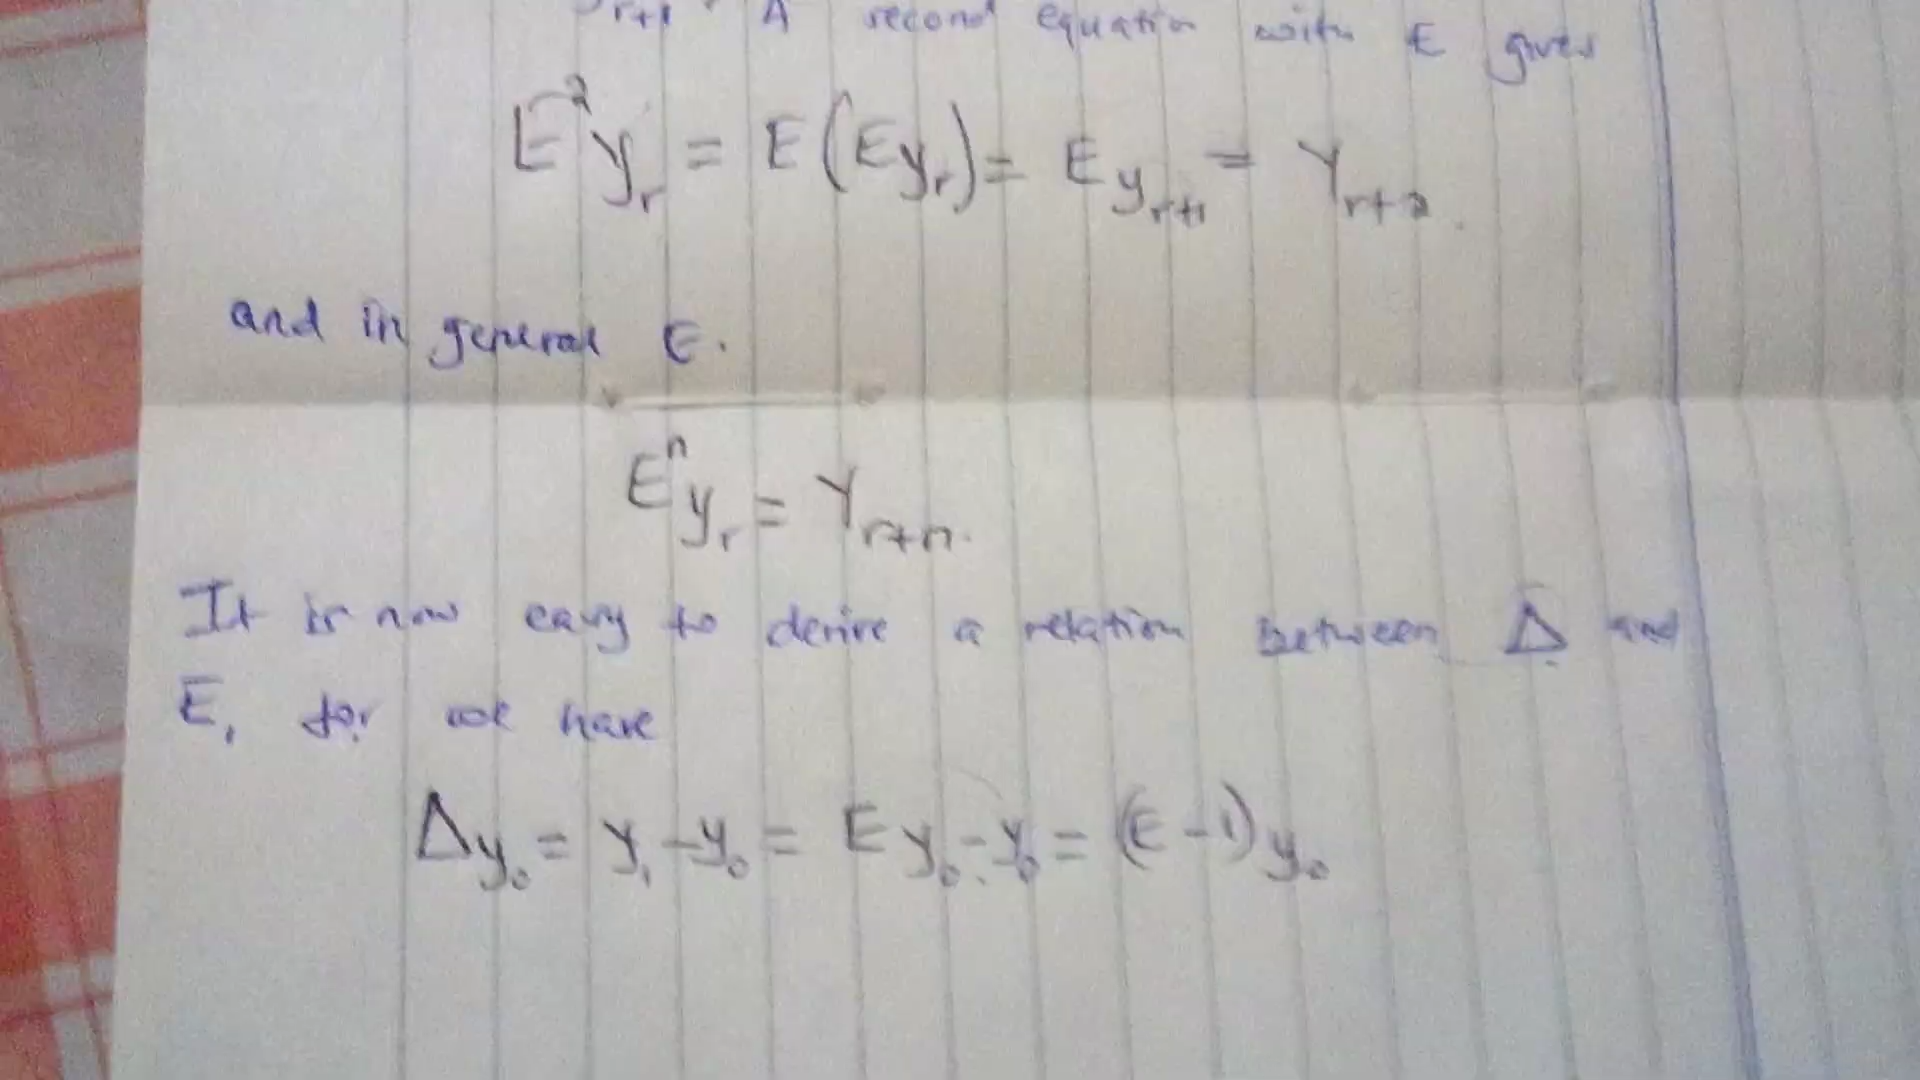 r+1 . A second equation with E gives
E²yᵣ = E(Eyᵣ) = Eyᵣ₊₁ = Yᵣ₊₂.
and in general E.
Eⁿyᵣ = Yᵣ₊ₙ.
It is now easy to derive a relation between Δ and
E, for we have
Δy₀ = y₁ - y₀ = Ey₀ - y₀ = (E - 1)y₀